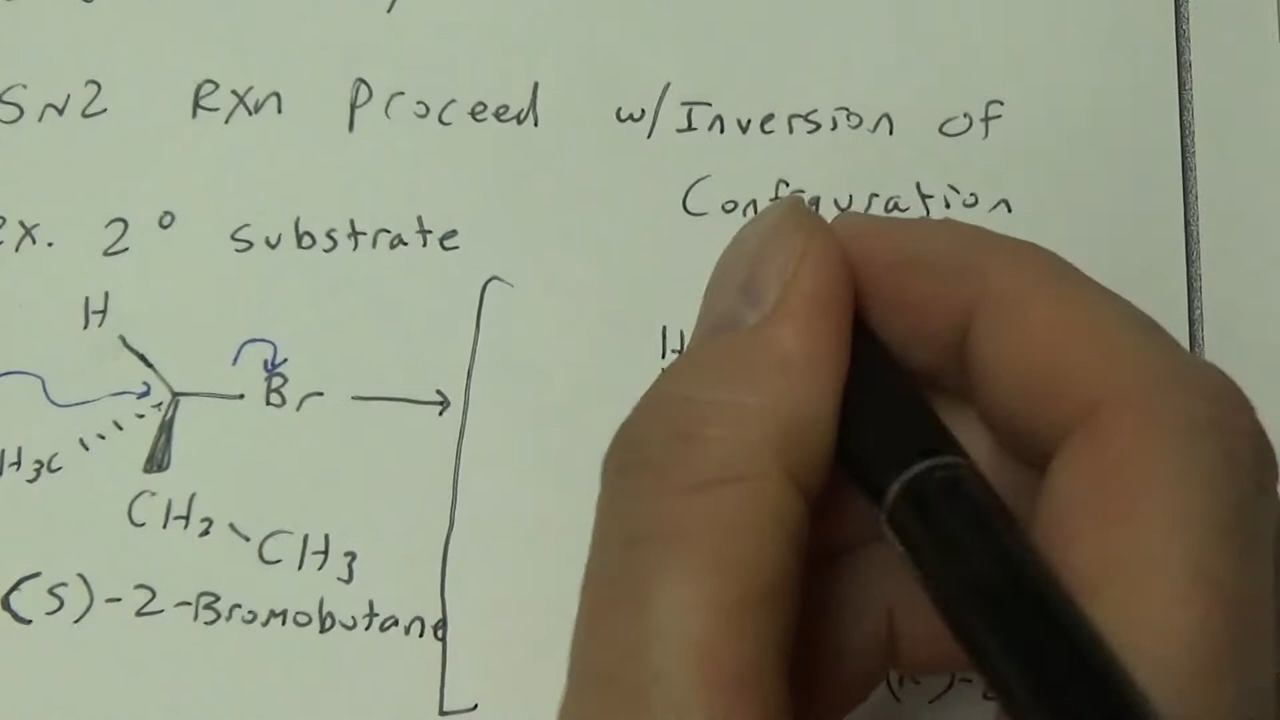 SN2 RXn Proceed w/Inversion of
Configuration
ex. 2° substrate
H
H
Br
H3C
CH2
CH3
(S)-2-Bromobutane